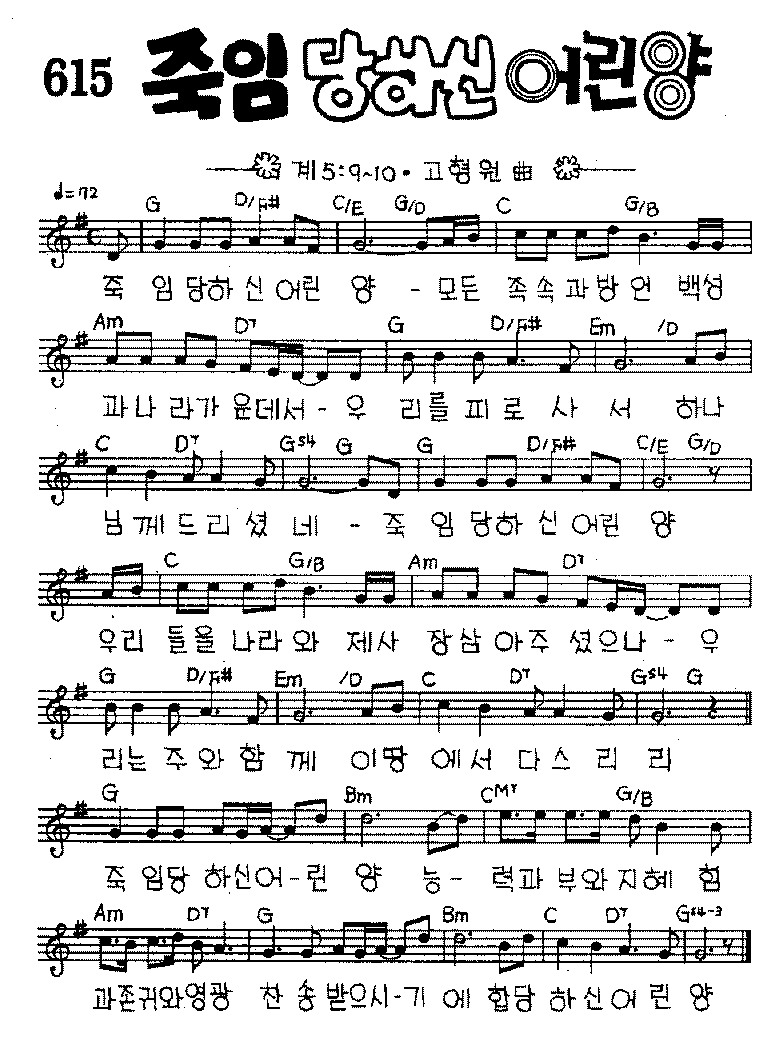 615 죽임 당하신 어린양
계5:9~10 • 고형원 曲
♩=72
G D/F# C/E G/D C G/B
죽 임 당하 신 어린 양 - 모든 족속과방 언 백성
Am D7 G D/F# Em /D
과나 라가 운데서 - 우 리를 피로 사 서 하나
C D7 Gs4 G G D/F# C/E G/D
님께 드리 셨 네 - 죽 임 당하 신 어린 양
C G/B Am D7
우리 들을 나라 와 제사 장삼 아주 셨으나 - 우
G D/F# Em /D C D7 Gs4 G
리는 주와 함 께 이땅 에서 다스 리 리
G Bm CM7 G/B
죽 임당 하신어-린 양 능- 력과 부와지혜 힘
Am D7 G Bm C D7 Gs4-3
과존귀와영광 찬 송 받으시-기 에 합당 하신어 린 양